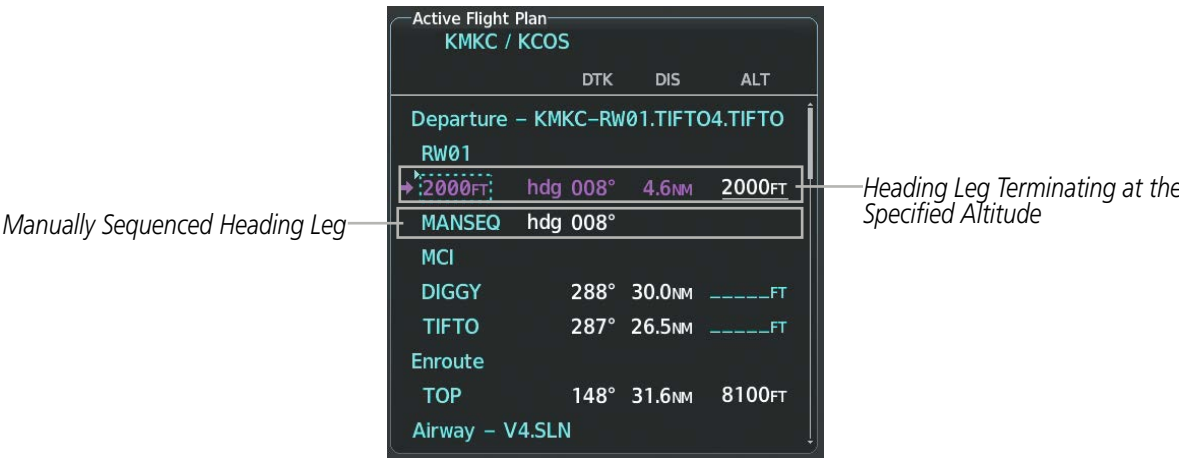 Active Flight Plan
KMKC / KCOS
DTK DIS ALT
Departure – KMKC–RW01.TIFTO4.TIFTO
RW01
2000FT hdg 008° 4.6NM 2000FT
Heading Leg Terminating at the
Specified Altitude
Manually Sequenced Heading Leg
MANSEQ hdg 008°
MCI
DIGGY 288° 30.0NM _____FT
TIFTO 287° 26.5NM _____FT
Enroute
TOP 148° 31.6NM 8100FT
Airway – V4.SLN